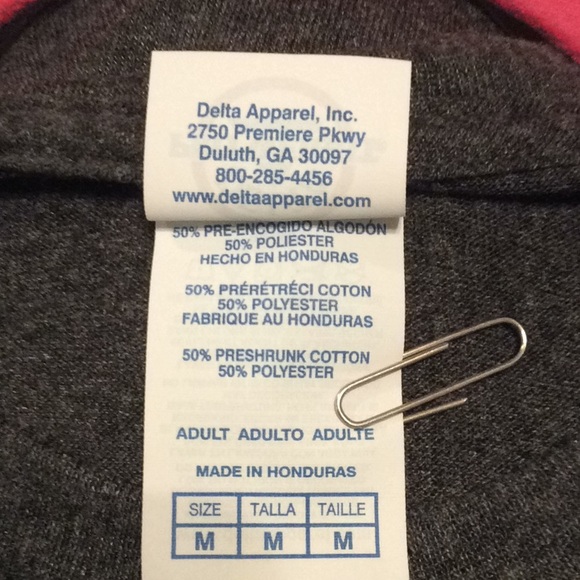 Delta Apparel, Inc.
2750 Premiere Pkwy
Duluth, GA 30097
800-285-4456
www.deltaapparel.com
50% PRE-ENCOGIDO ALGODÓN
50% POLIESTER
HECHO EN HONDURAS
50% PRÉRÉTRÉCI COTON
50% POLYESTER
FABRIQUE AU HONDURAS
50% PRESHRUNK COTTON
50% POLYESTER
ADULT ADULTO ADULTE
MADE IN HONDURAS
SIZE TALLA TAILLE
M M M